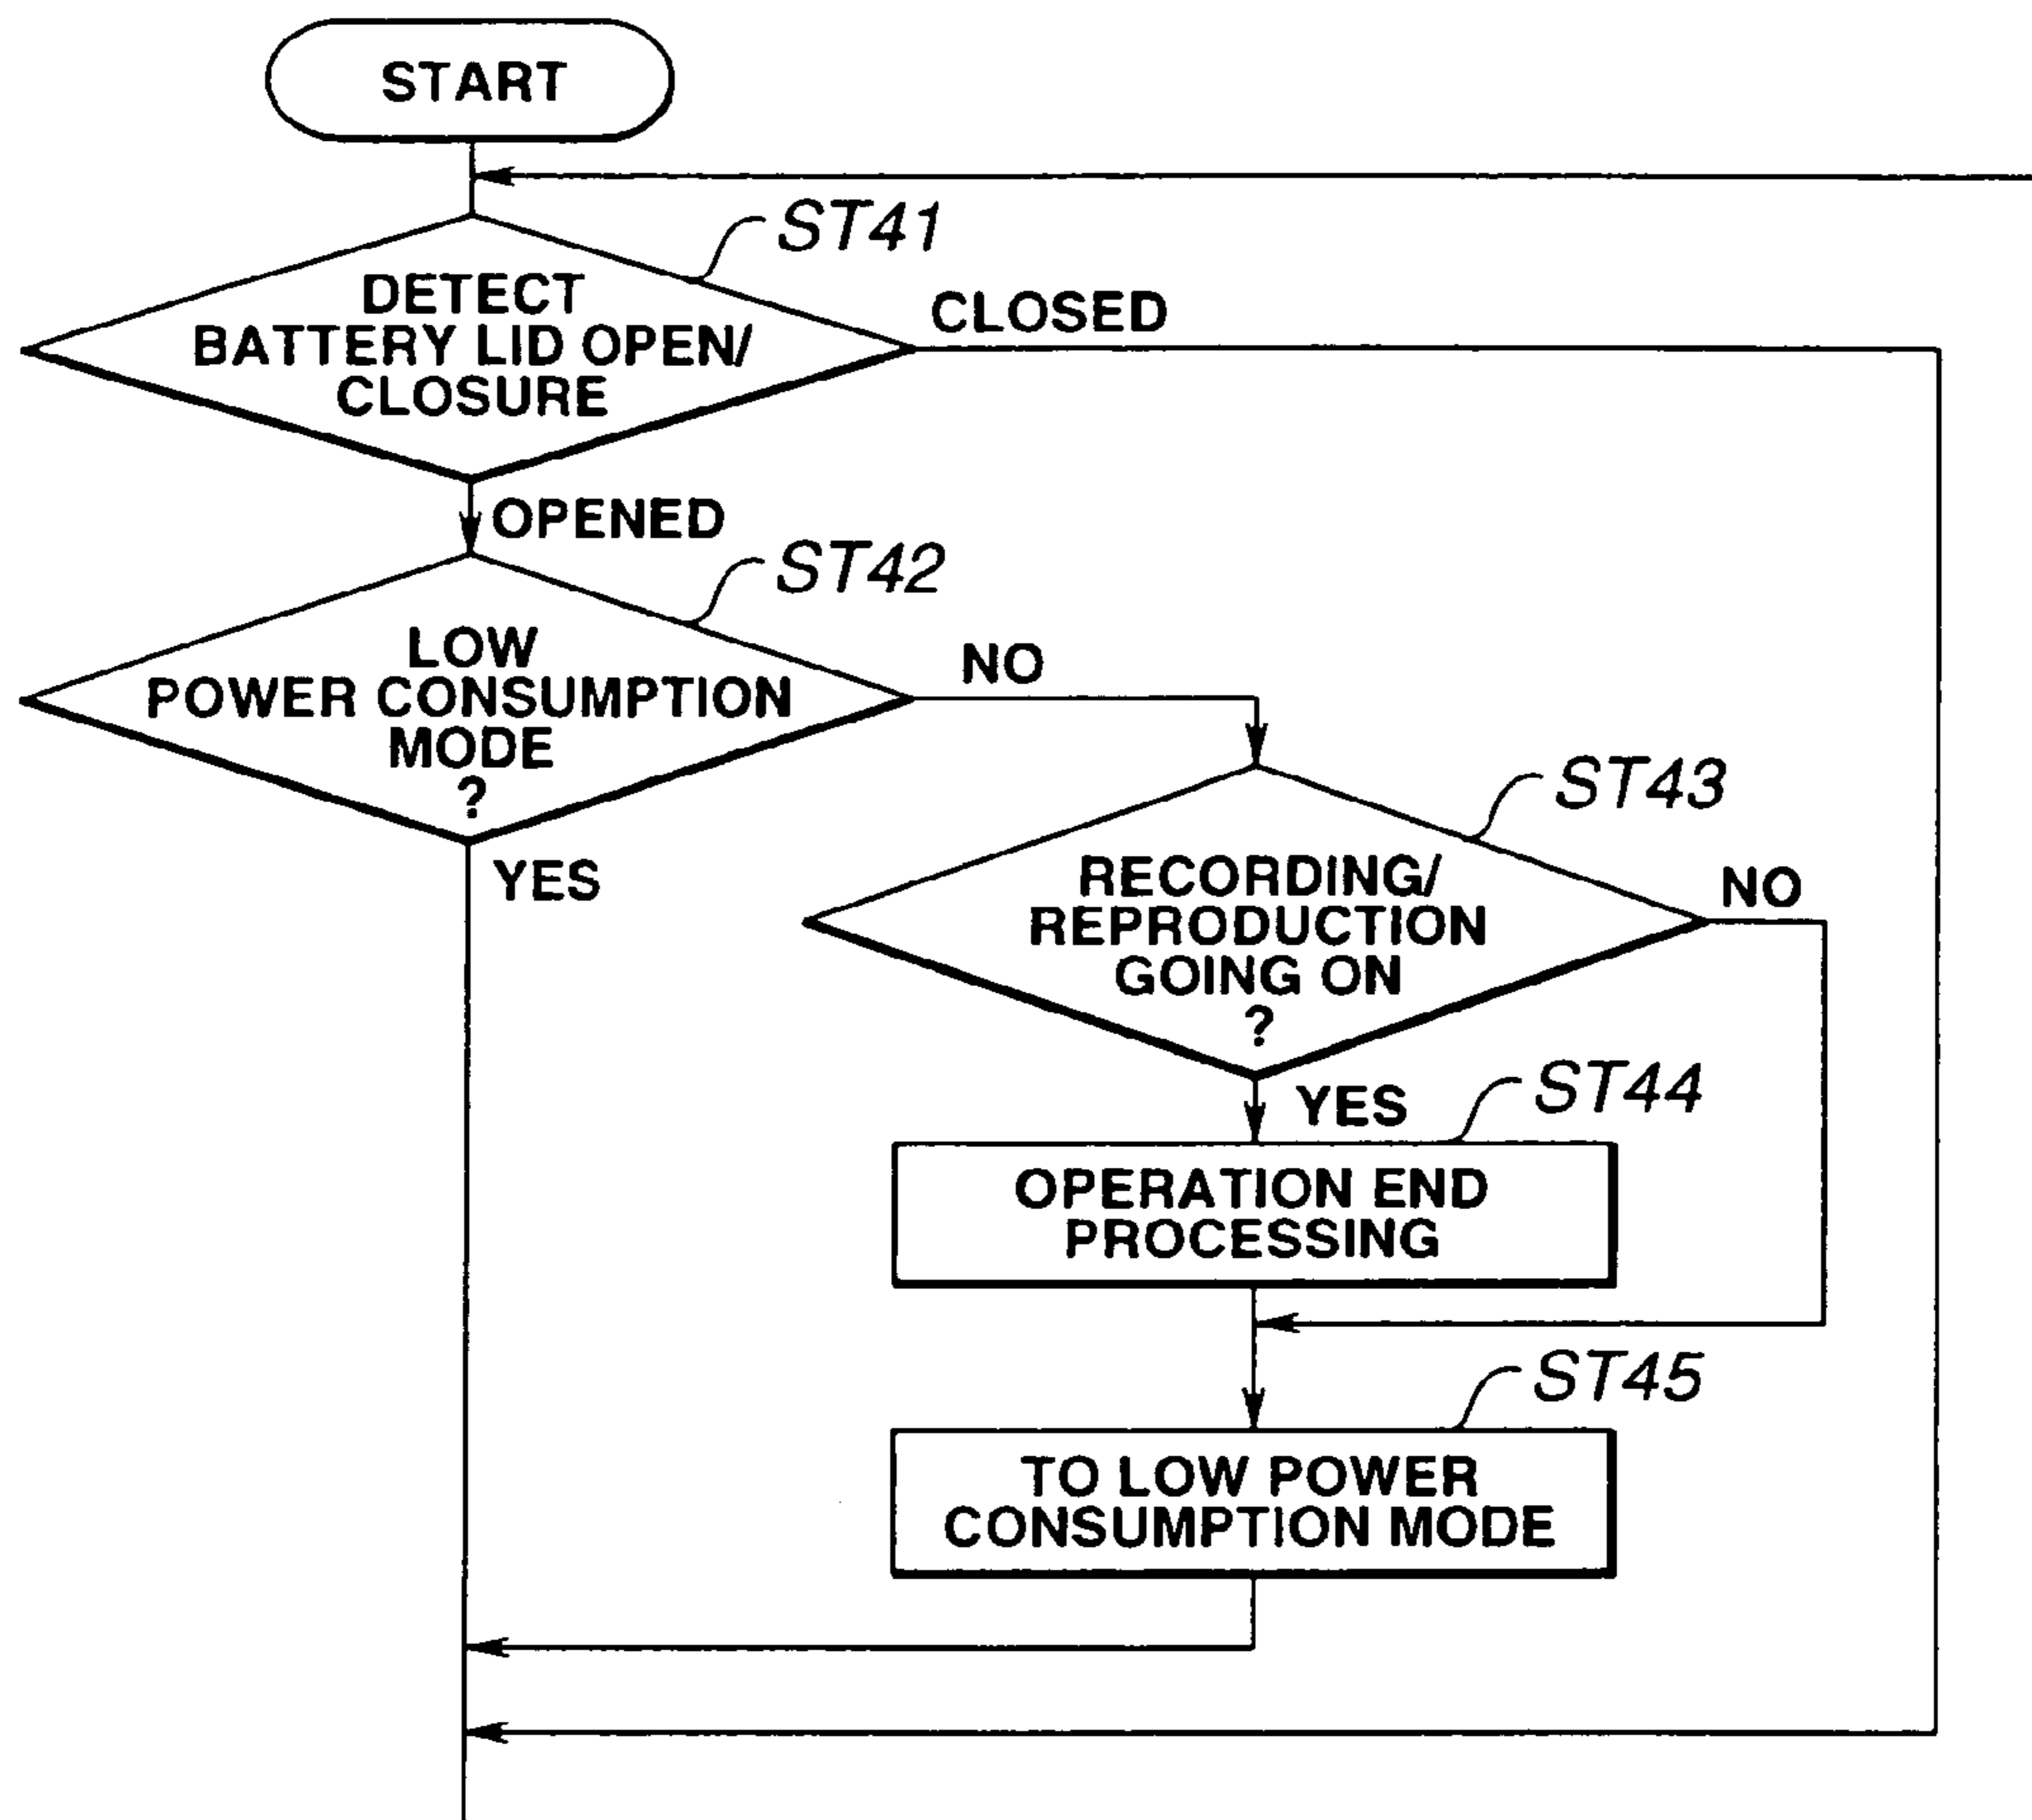 START
ST41
DETECT
BATTERY LID OPEN/
CLOSURE
CLOSED
OPENED
ST42
LOW
POWER CONSUMPTION
MODE
?
NO
YES
ST43
RECORDING/
REPRODUCTION
GOING ON
?
NO
YES
ST44
OPERATION END
PROCESSING
ST45
TO LOW POWER
CONSUMPTION MODE